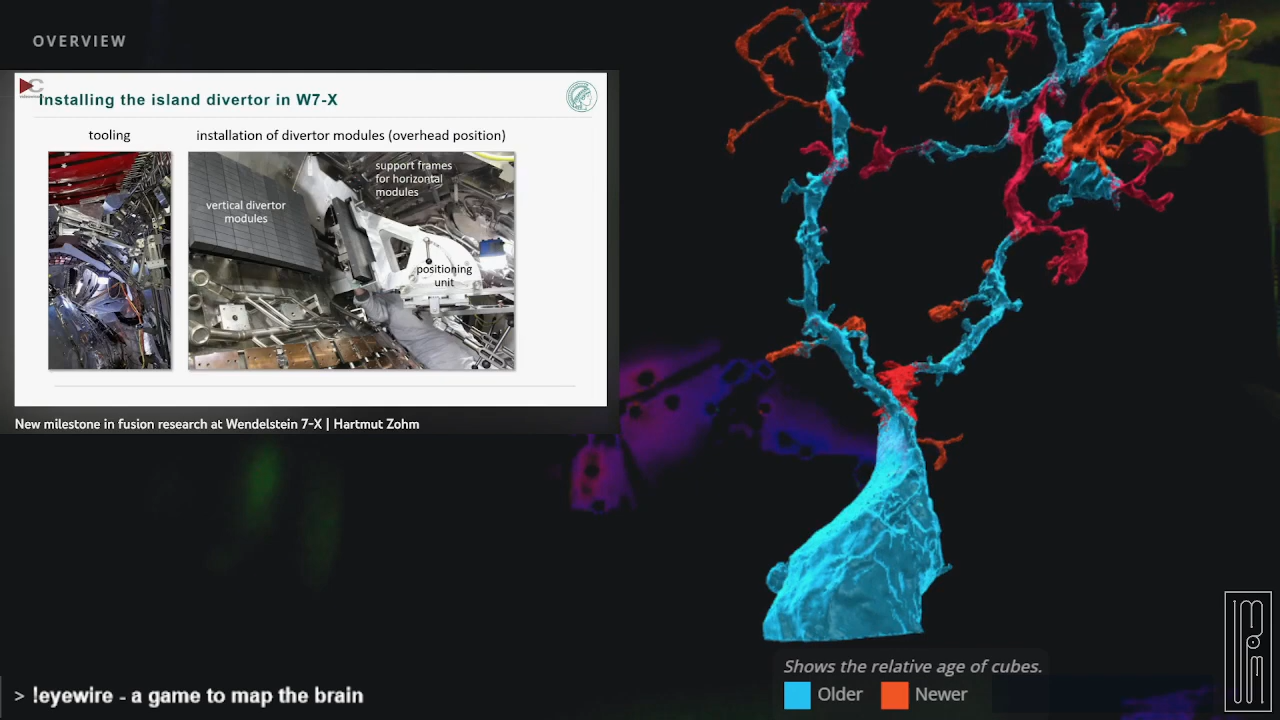 OVERVIEW
Installing the island divertor in W7-X
tooling
installation of divertor modules (overhead position)
vertical divertor
modules
support frames
for horizontal
modules
positioning
unit
New milestone in fusion research at Wendelstein 7-X | Hartmut Zohm
Shows the relative age of cubes.
Older
Newer
> !eyewire - a game to map the brain